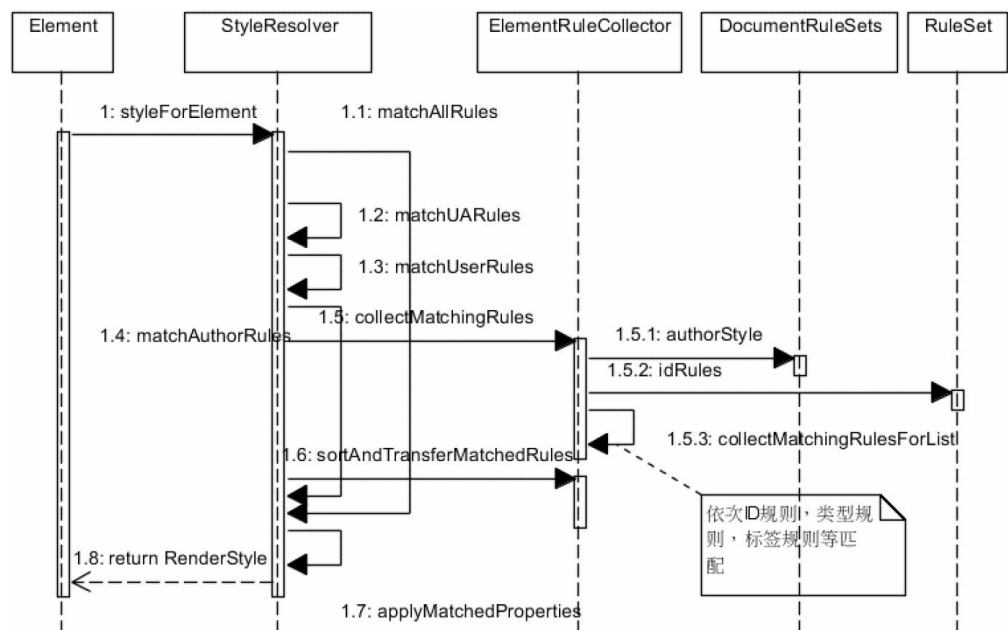 Element
StyleResolver
ElementRuleCollector
DocumentRuleSets
RuleSet
1: styleForElement
1.1: matchAllRules
1.2: matchUARules
1.3: matchUserRules
1.4: matchAuthorRules
1.5: collectMatchingRules
1.5.1: authorStyle
1.5.2: idRules
1.5.3: collectMatchingRulesForList
1.6: sortAndTransferMatchedRules
依次ID规则，类型规
则，标签规则等匹
配
1.8: return RenderStyle
1.7: applyMatchedProperties